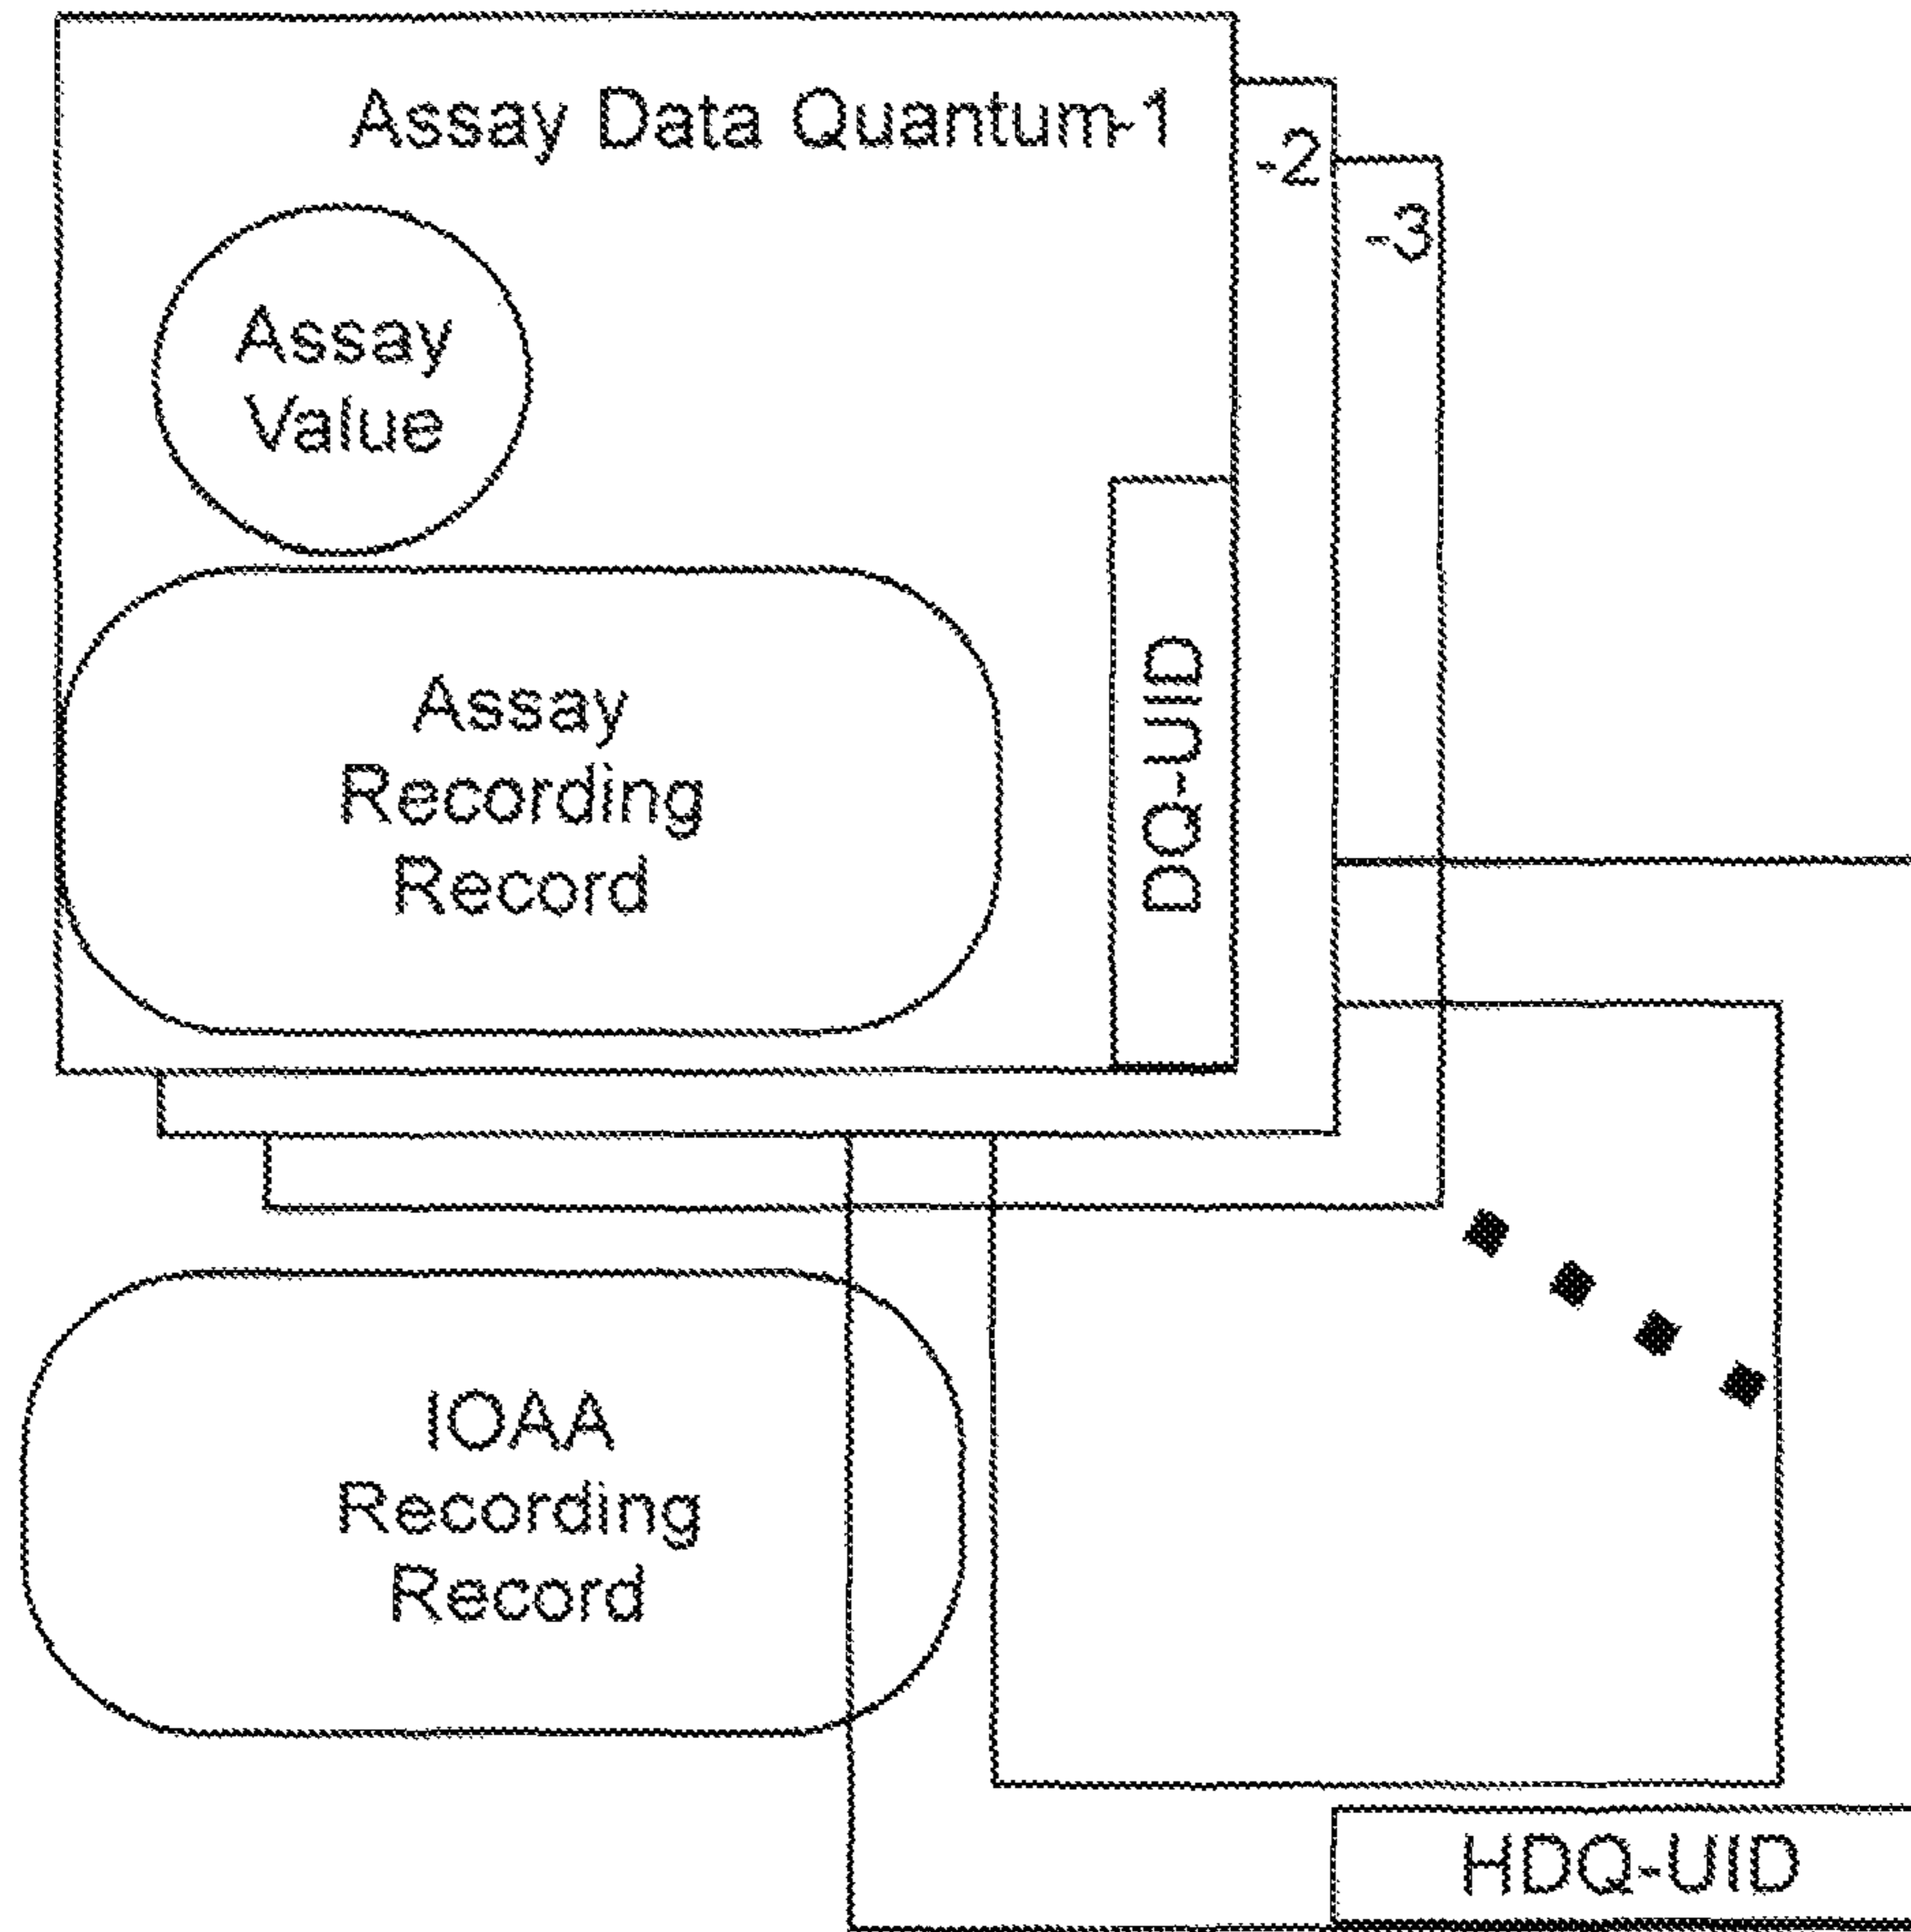 Assay Data Quantum-1
-2
-3
Assay
Value
Assay
Recording
Record
DQ-UID
IOAA
Recording
Record
HDQ-UID